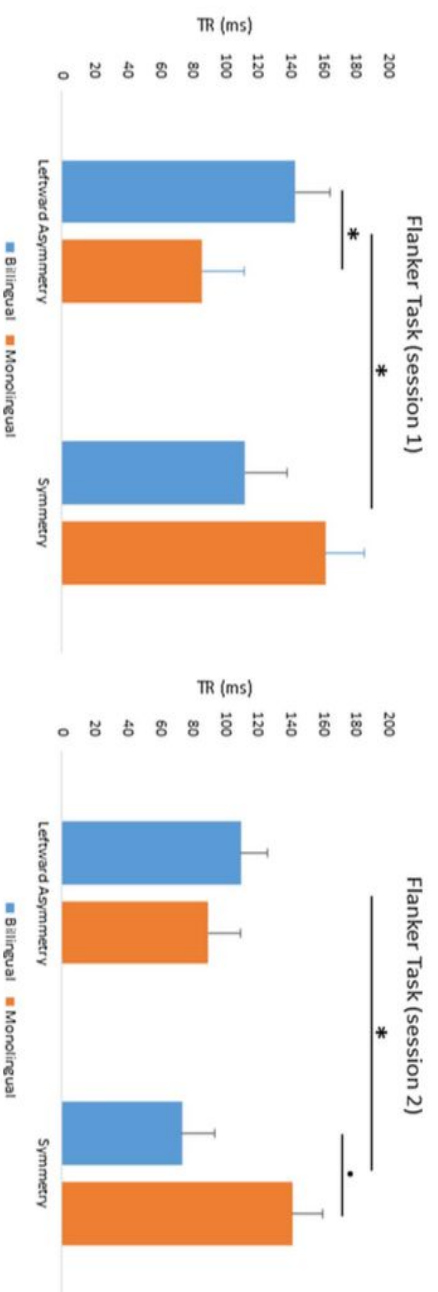 Flanker Task (session 1)
TR (ms)
200
180
160
140
120
100
80
60
40
20
0
*
*
Leftward Asymmetry
Symmetry
Billingual Monolingual
Flanker Task (session 2)
TR (ms)
200
180
160
140
120
100
80
60
40
20
0
*
•
Leftward Asymmetry
Symmetry
Billingual Monolingual